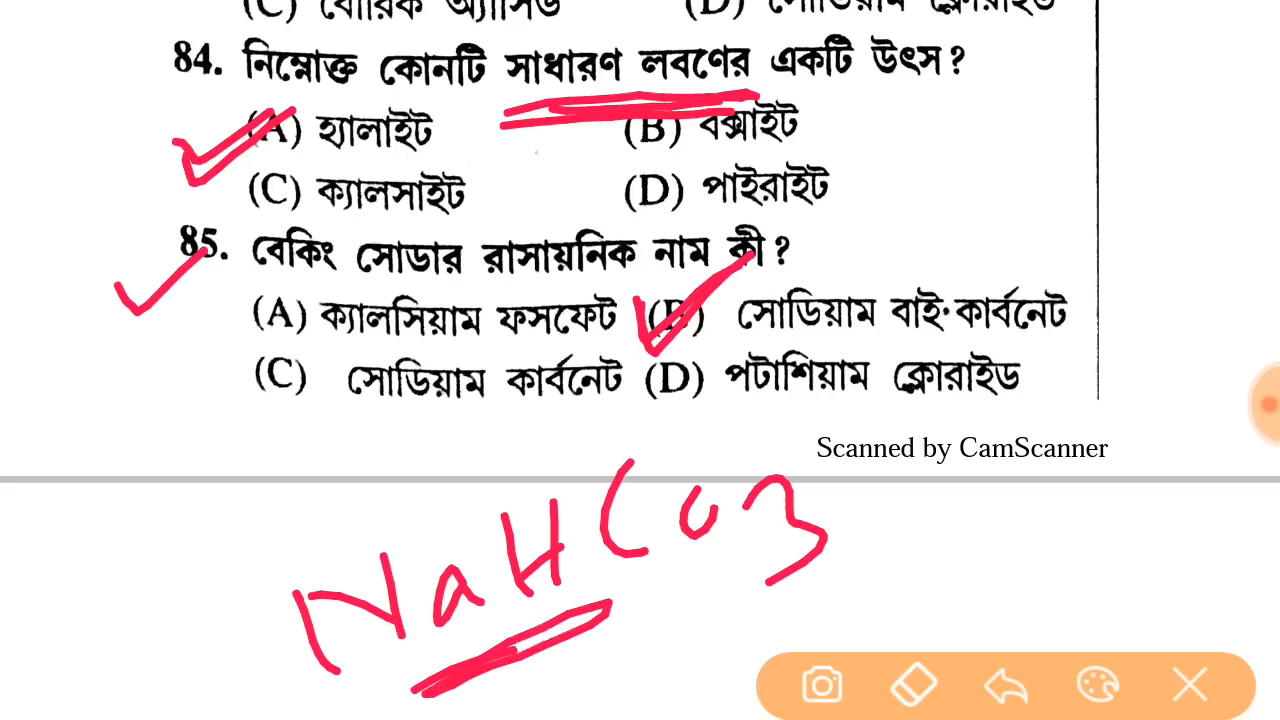 (C) বোরিক অ্যাসিড (D) সোডিয়াম ক্লোরাইড
84. নিম্নোক্ত কোনটি সাধারণ লবণের একটি উৎস?
(A) হ্যালাইট (B) বক্সাইট
(C) ক্যালসাইট (D) পাইরাইট
85. বেকিং সোডার রাসায়নিক নাম কী?
(A) ক্যালসিয়াম ফসফেট (B) সোডিয়াম বাই-কার্বনেট
(C) সোডিয়াম কার্বনেট (D) পটাশিয়াম ক্লোরাইড
Scanned by CamScanner
NaHCO3